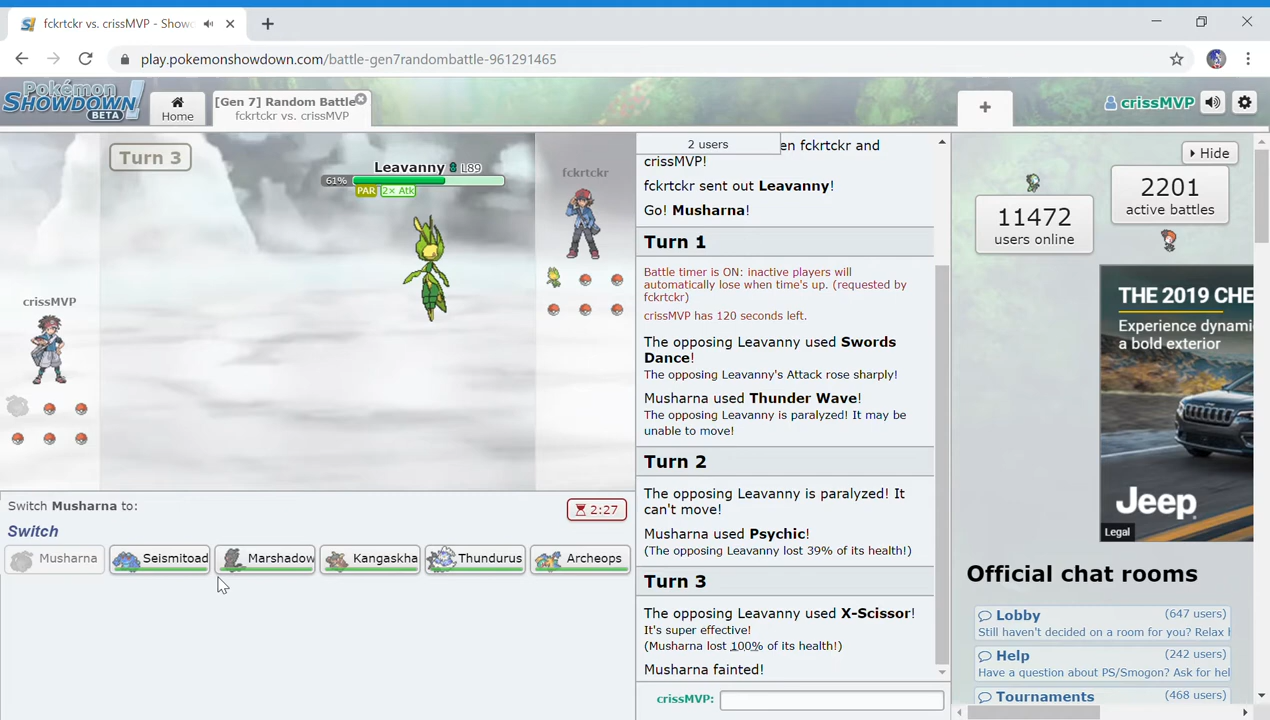 fckrtckr vs. crissMVP - Showd
play.pokemonshowdown.com/battle-gen7randombattle-961291465
Pokémon
SHOWDOWN!
BETA
Home
[Gen 7] Random Battle
fckrtckr vs. crissMVP
crissMVP
Turn 3
Leavanny L89
61%
PAR 2× Atk
fckrtckr
crissMVP
2 users
en fckrtckr and
crissMVP!
fckrtckr sent out Leavanny!
Go! Musharna!
Turn 1
Battle timer is ON: inactive players will
automatically lose when time's up. (requested by
fckrtckr)
crissMVP has 120 seconds left.
The opposing Leavanny used Swords
Dance!
The opposing Leavanny's Attack rose sharply!
Musharna used Thunder Wave!
The opposing Leavanny is paralyzed! It may be
unable to move!
Turn 2
The opposing Leavanny is paralyzed! It
can't move!
Musharna used Psychic!
(The opposing Leavanny lost 39% of its health!)
Turn 3
The opposing Leavanny used X-Scissor!
It's super effective!
(Musharna lost 100% of its health!)
Musharna fainted!
crissMVP:
Switch Musharna to:
2:27
Switch
Musharna
Seismitoad
Marshadow
Kangaskha
Thundurus
Archeops
Hide
11472
users online
2201
active battles
THE 2019 CHE
Experience dynami
a bold exterior
Jeep
Legal
Official chat rooms
Lobby (647 users)
Still haven't decided on a room for you? Relax
Help (242 users)
Have a question about PS/Smogon? Ask for hel
Tournaments (468 users)